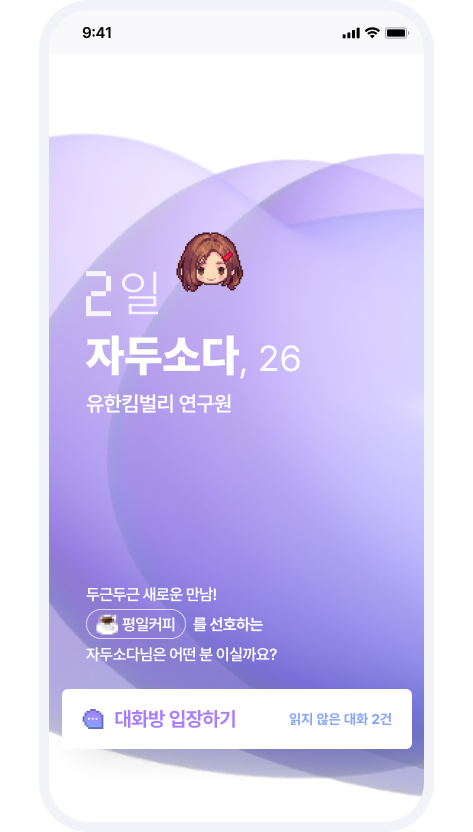 9:41
2일
자두소다, 26
유한킴벌리 연구원
두근두근 새로운 만남!
평일커피 를 선호하는
자두소다님은 어떤 분 이실까요?
대화방 입장하기 읽지 않은 대화 2건